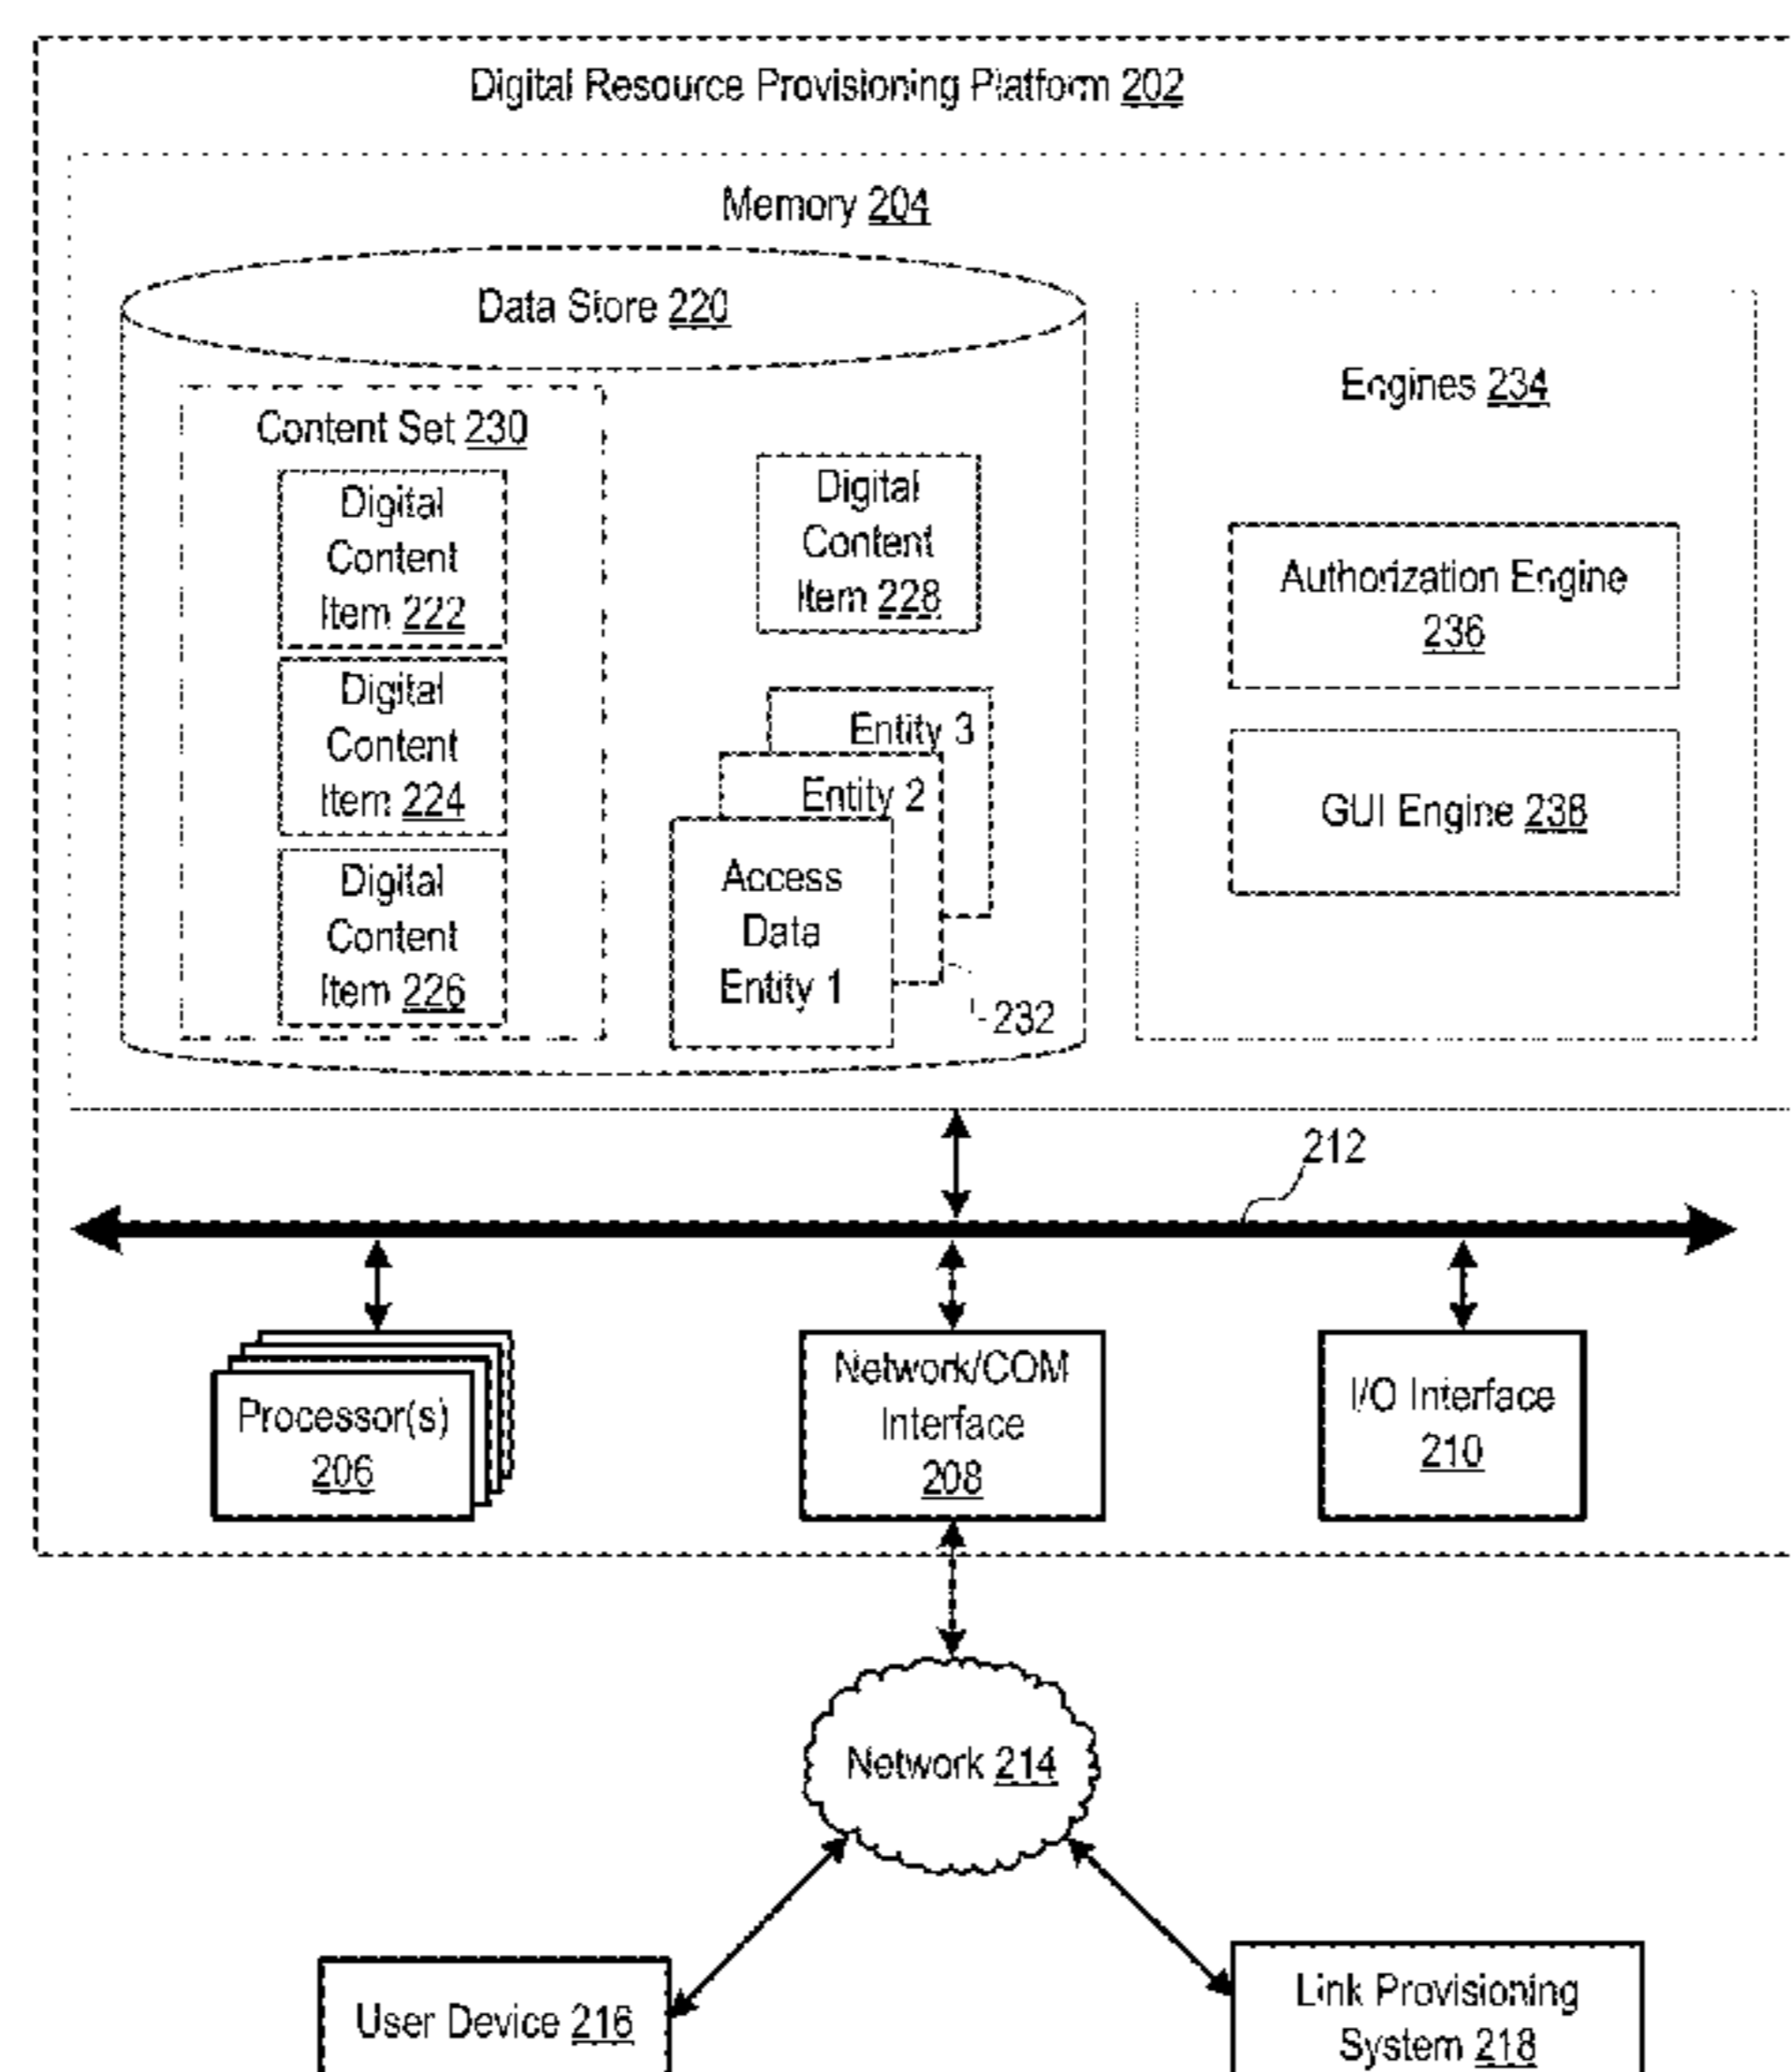 Digital Resource Provisioning Platform 202
Memory 204
Data Store 220
Content Set 230
Digital
Content
Item 222
Digital
Content
Item 224
Digital
Content
Item 226
Digital
Content
Item 228
Entity 3
Entity 2
Access
Data
Entity 1
232
Engines 234
Authorization Engine
236
GUI Engine 238
212
Processor(s)
206
Network/COM
Interface
208
I/O Interface
210
Network 214
User Device 216
Link Provisioning
System 218